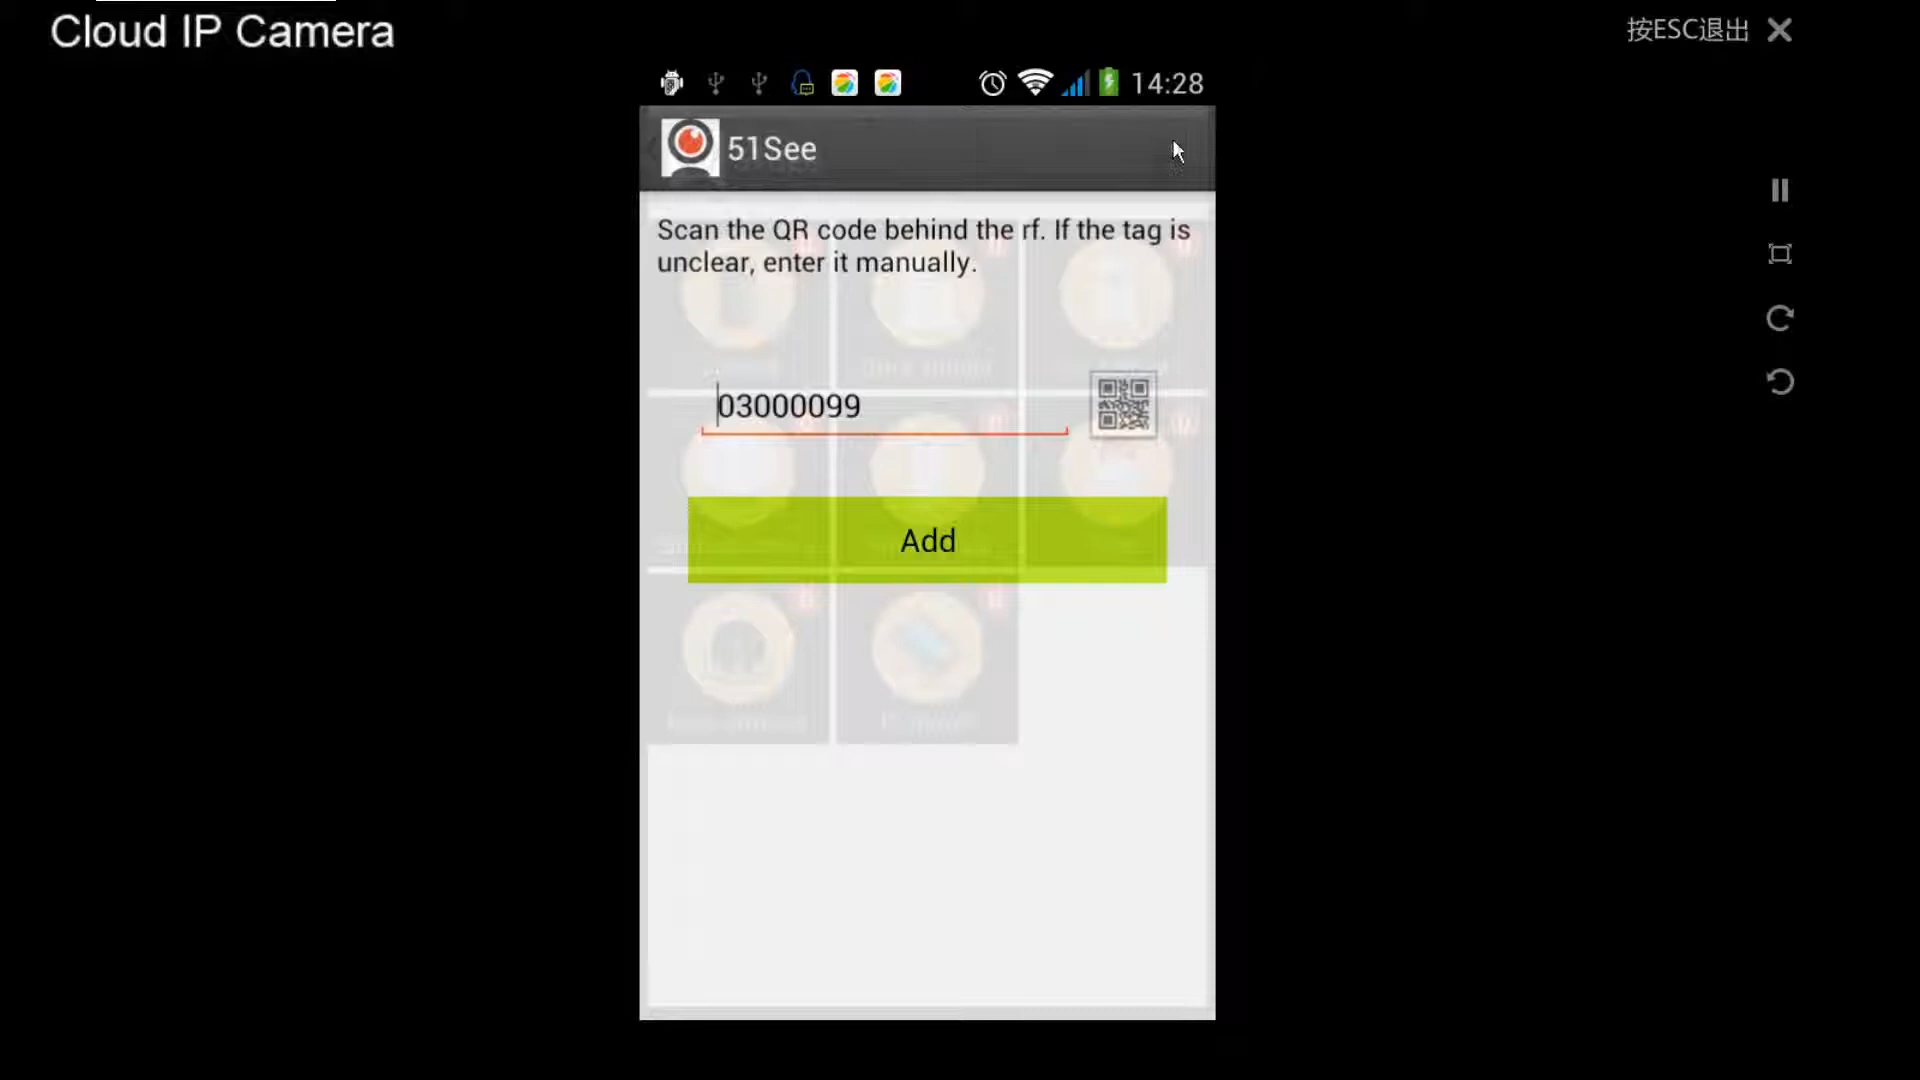 Cloud IP Camera
按ESC退出
14:28
51See
Scan the QR code behind the rf. If the tag is
unclear, enter it manually.
03000099
Add